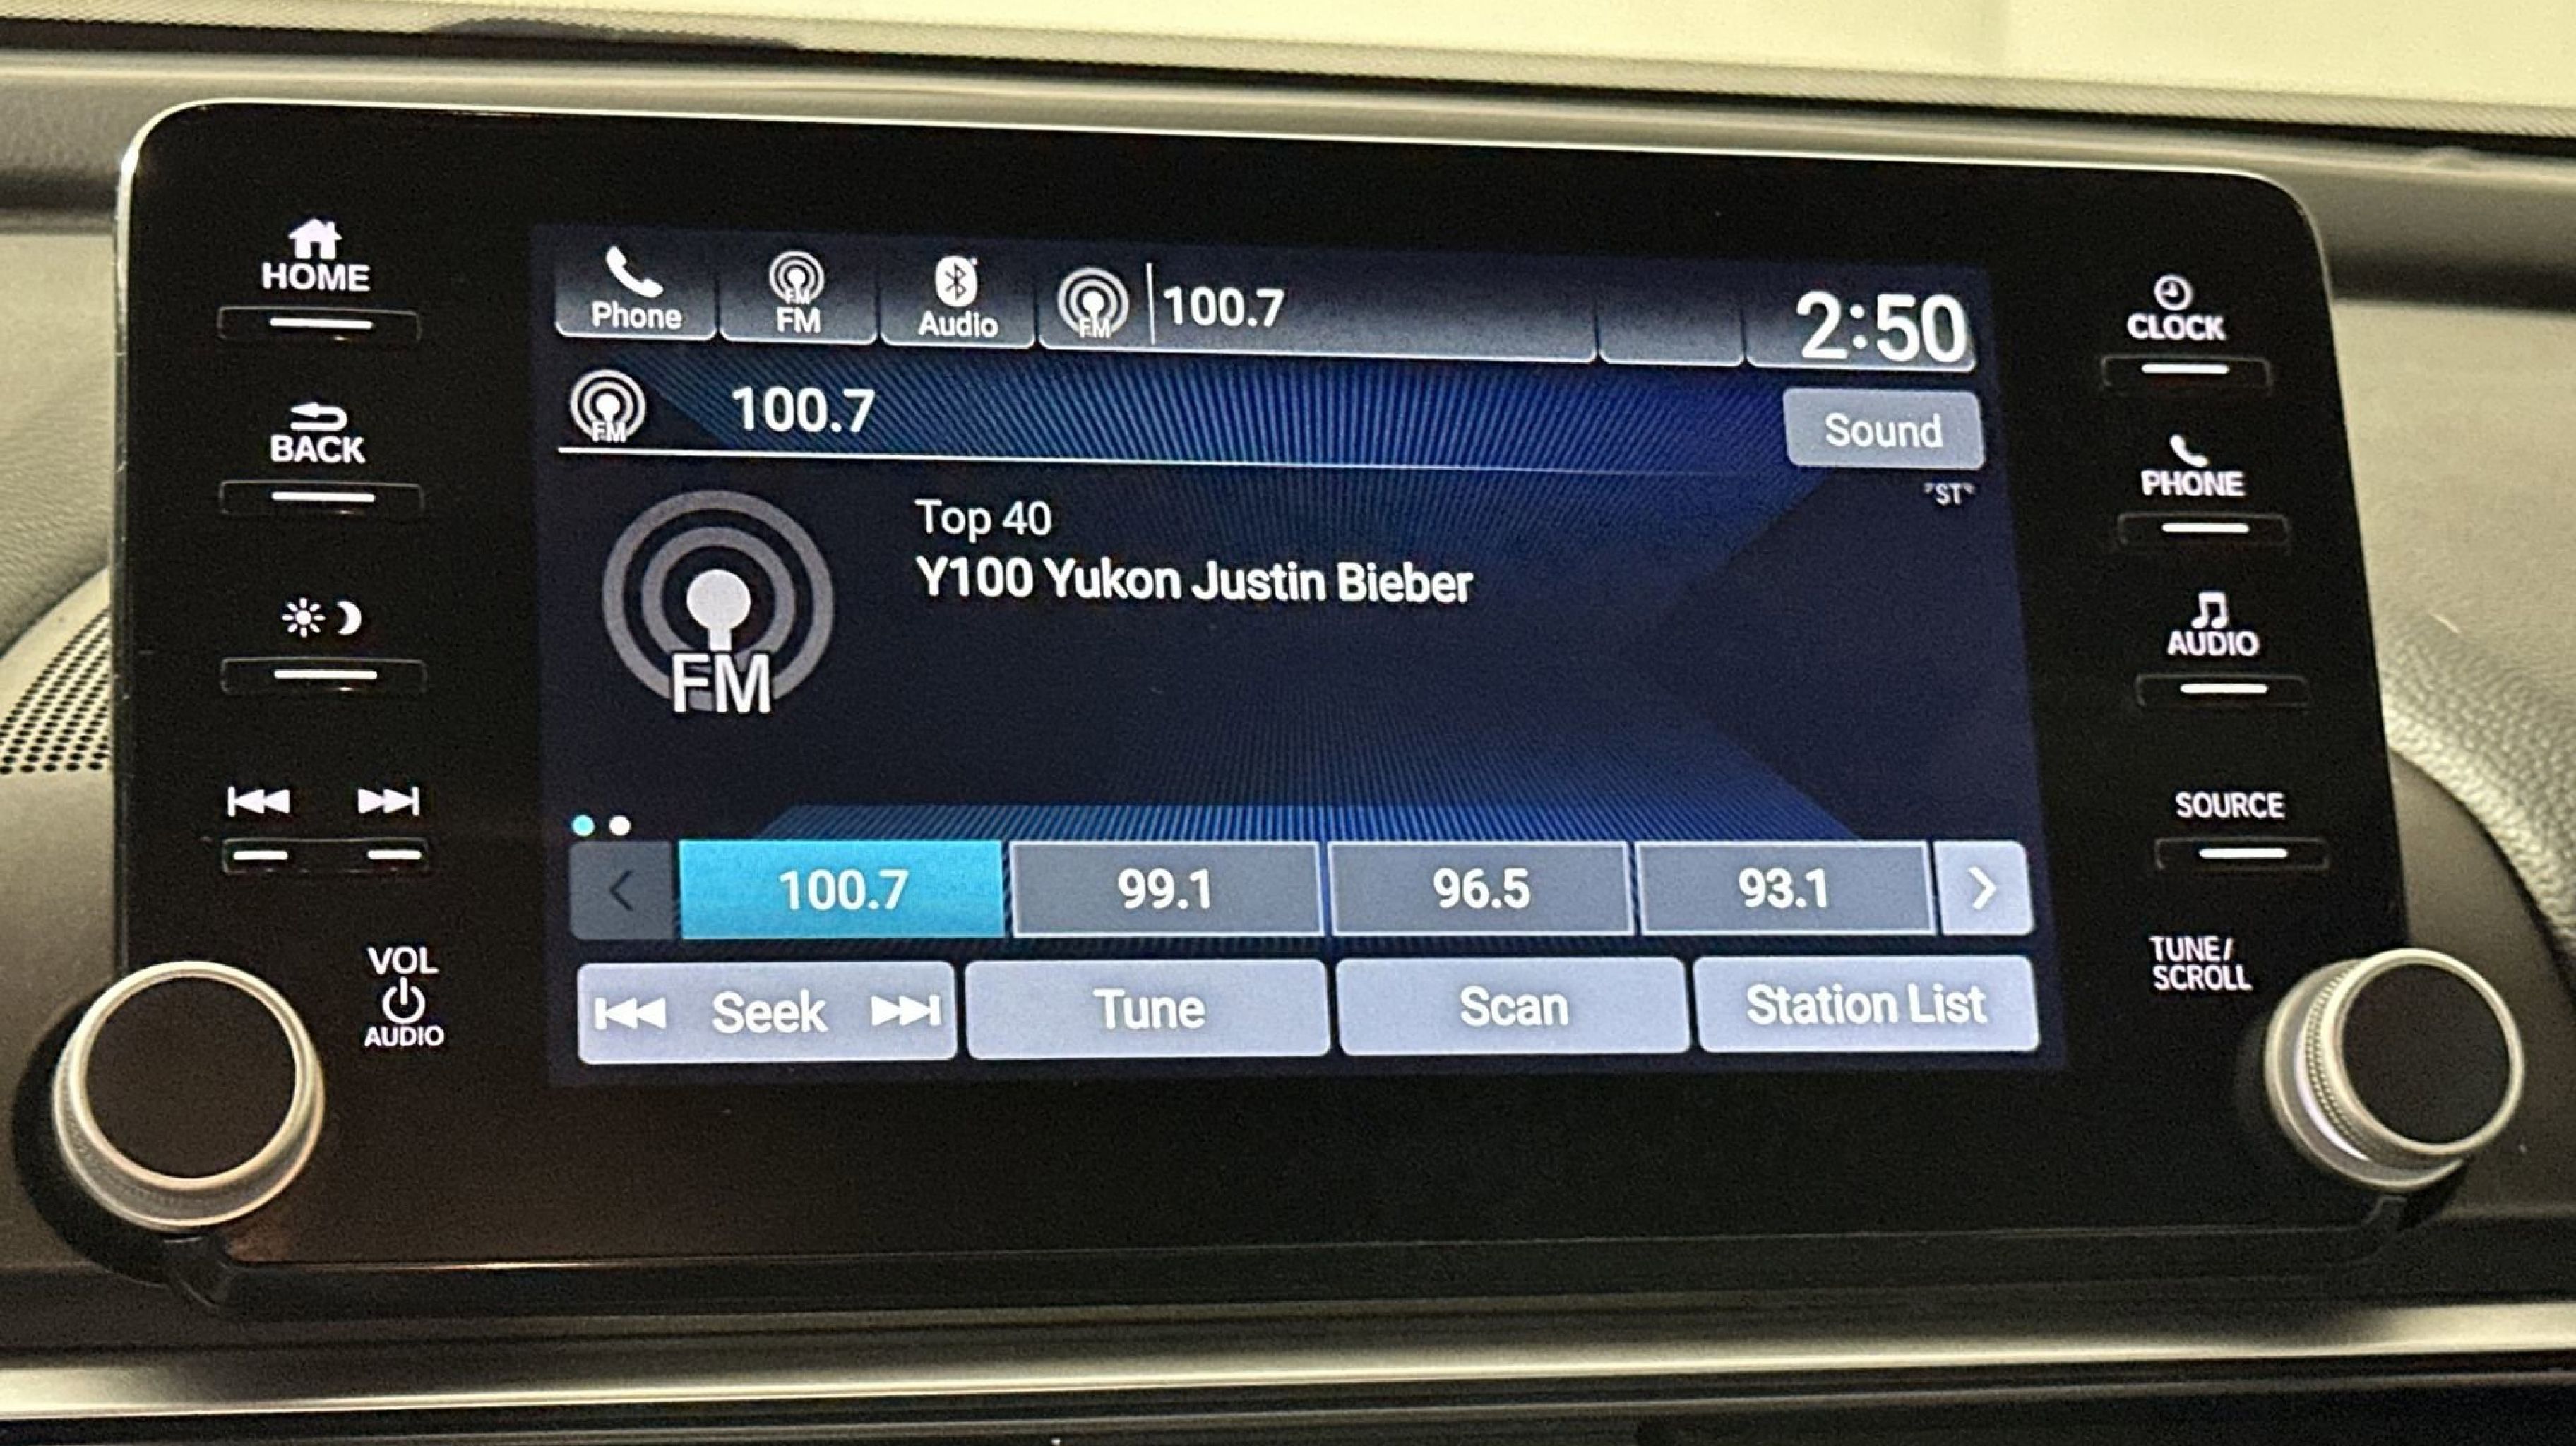 HOME
BACK
VOL
AUDIO
Phone
FM
FM
Audio
FM
100.7
2:50
FM
100.7
Sound
"ST"
FM
Top 40
Y100 Yukon Justin Bieber
100.7
99.1
96.5
93.1
Seek
Tune
Scan
Station List
CLOCK
PHONE
AUDIO
SOURCE
TUNE/
SCROLL